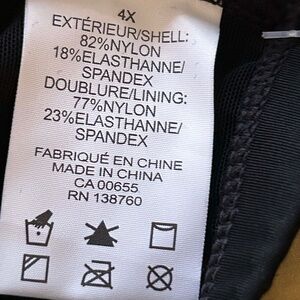 4X
EXTÉRIEUR/SHELL:
82%NYLON
18%ELASTHANNE/
SPANDEX
DOUBLURE/LINING:
77%NYLON
23%ELASTHANNE/
SPANDEX
FABRIQUÉ EN CHINE
MADE IN CHINA
CA 00655
RN 138760